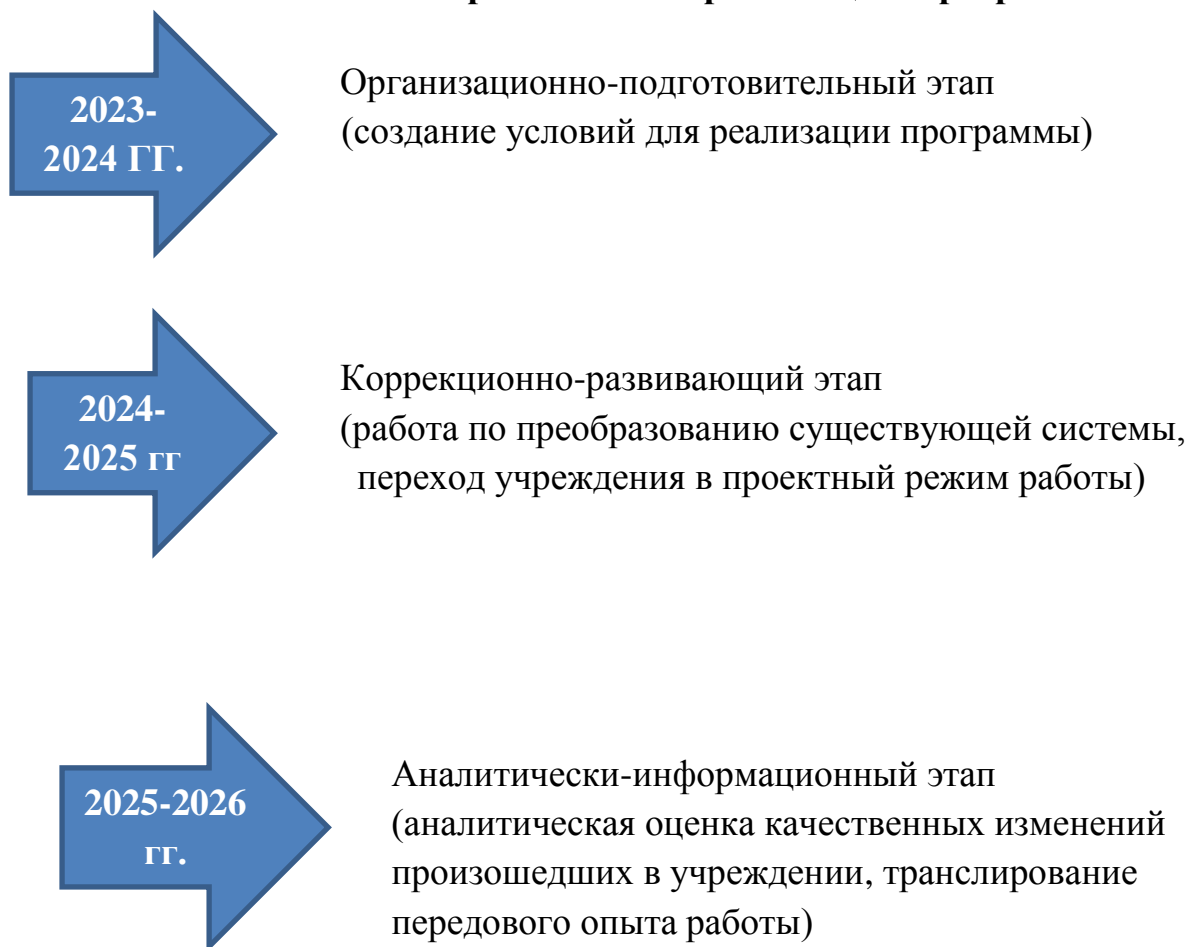 2023-
2024 ГГ.
Организационно-подготовительный этап
(создание условий для реализации программы)
2024-
2025 гг
Коррекционно-развивающий этап
(работа по преобразованию существующей системы,
переход учреждения в проектный режим работы)
2025-2026
гг.
Аналитически-информационный этап
(аналитическая оценка качественных изменений
произошедших в учреждении, транслирование
передового опыта работы)